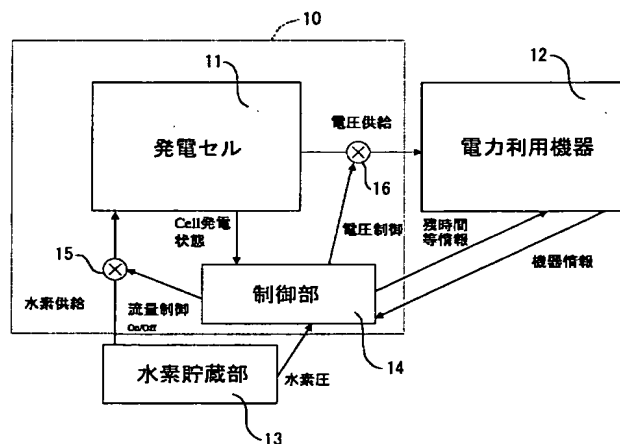 10
11
12
発電セル
電圧供給
16
電力利用機器
Cell発電
状態
電圧制御
残時間
等情報
機器情報
15
水素供給
流量制御
On/Off
制御部
14
水素貯蔵部
水素圧
13